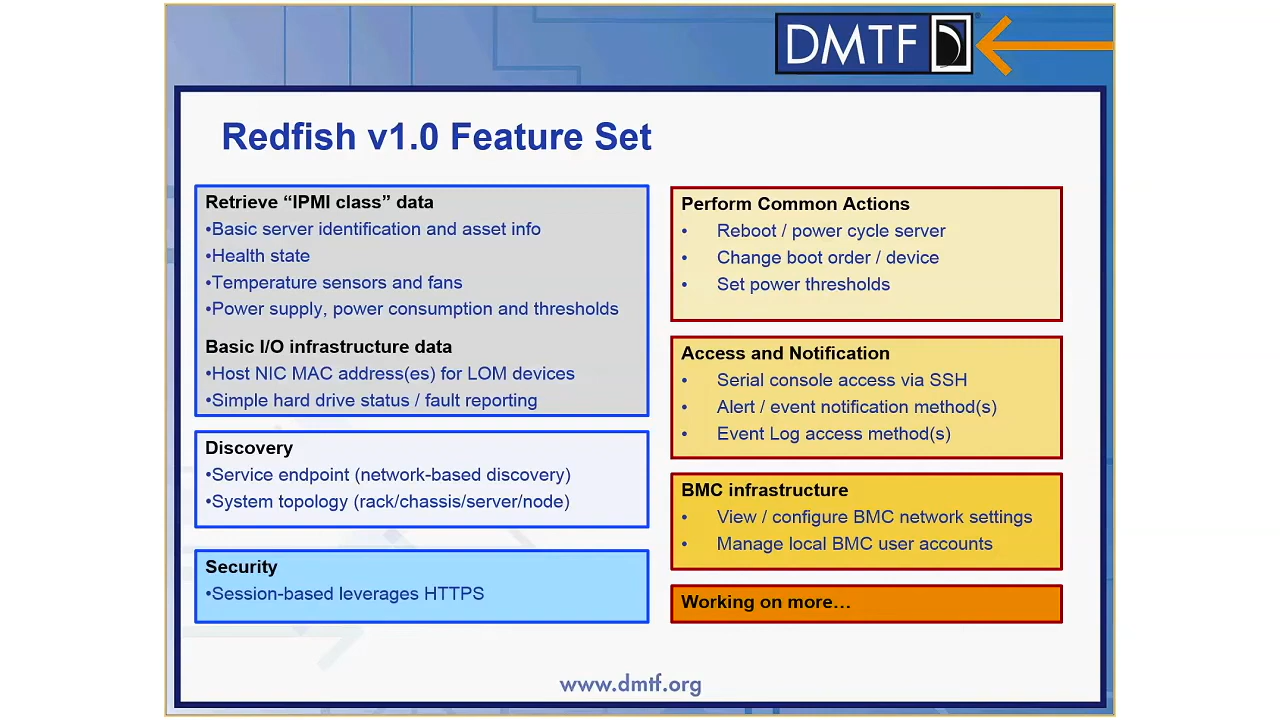 DMTF
Redfish v1.0 Feature Set
Retrieve “IPMI class” data
•Basic server identification and asset info
•Health state
•Temperature sensors and fans
•Power supply, power consumption and thresholds
Basic I/O infrastructure data
•Host NIC MAC address(es) for LOM devices
•Simple hard drive status / fault reporting
Discovery
•Service endpoint (network-based discovery)
•System topology (rack/chassis/server/node)
Security
•Session-based leverages HTTPS
Perform Common Actions
• Reboot / power cycle server
• Change boot order / device
• Set power thresholds
Access and Notification
• Serial console access via SSH
• Alert / event notification method(s)
• Event Log access method(s)
BMC infrastructure
• View / configure BMC network settings
• Manage local BMC user accounts
Working on more…
www.dmtf.org